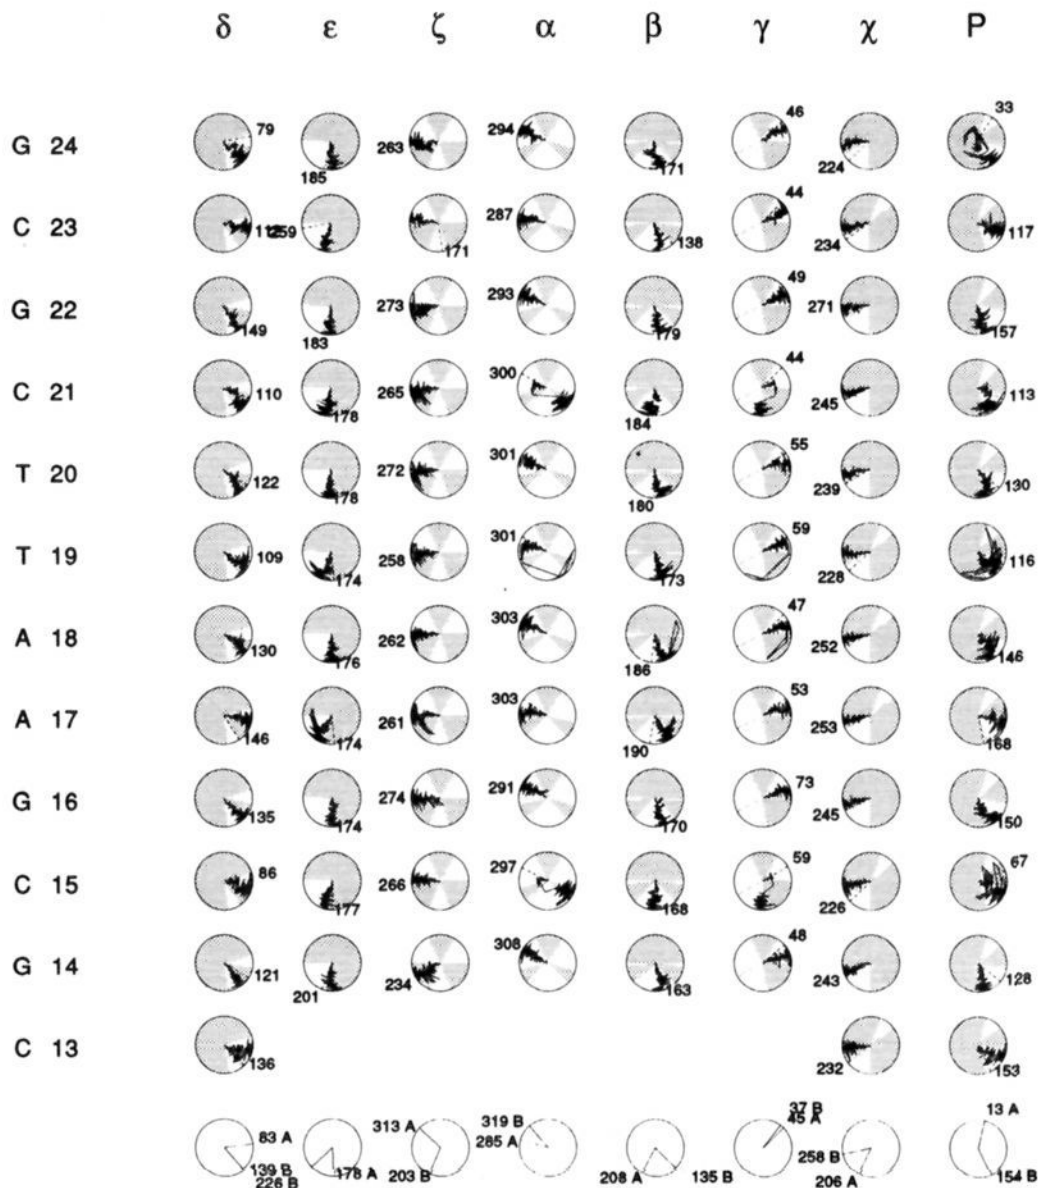 δ ε ζ α β γ χ P
G 24 79 185 263 294 171 46 224 33
C 23 112 259 171 287 138 44 234 117
G 22 149 183 273 293 179 49 271 157
C 21 110 178 265 300 184 44 245 113
T 20 122 178 272 301 180 55 239 130
T 19 109 174 258 301 173 59 228 116
A 18 130 176 262 303 186 47 252 146
A 17 146 174 261 303 190 53 253 168
G 16 135 174 274 291 170 73 245 150
C 15 86 177 266 297 168 59 226 67
G 14 121 201 234 308 163 48 243 128
C 13 136 232 153
83 A 139 B 226 B 178 A 313 A 203 B 319 B 285 A 208 A 135 B 37 B 45 A 258 B 206 A 13 A 154 B